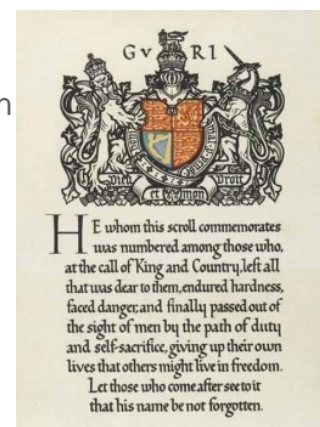 n
G V R I
Dieu et mon Droit
HE whom this scroll commemorates
was numbered among those who,
at the call of King and Country, left all
that was dear to them, endured hardness,
faced danger, and finally passed out of
the sight of men by the path of duty
and self-sacrifice, giving up their own
lives that others might live in freedom.
Let those who come after see to it
that his name be not forgotten.